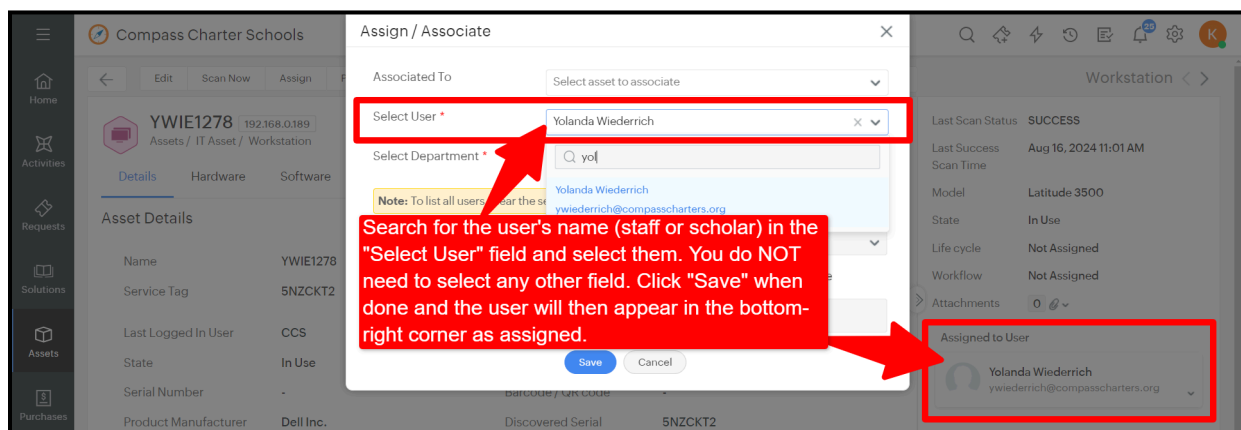 Compass Charter Schools
Assign / Associate
25
K
Home
Activities
Requests
Solutions
Assets
Purchases
Edit
Scan Now
Assign
Workstation
YWIE1278
192.168.0.189
Assets / IT Asset / Workstation
Details
Hardware
Software
Asset Details
Name
YWIE1278
Service Tag
5NZCKT2
Last Logged In User
CCS
State
In Use
Serial Number
-
Barcode / QR code
-
Product Manufacturer
Dell Inc.
Discovered Serial
5NZCKT2
Associated To
Select asset to associate
Select User *
Yolanda Wiederrich
Select Department *
yol
Yolanda Wiederrich
ywiederrich@compasscharters.org
Note: To list all users
Search for the user's name (staff or scholar) in the
"Select User" field and select them. You do NOT
need to select any other field. Click "Save" when
done and the user will then appear in the bottom-
right corner as assigned.
Save
Cancel
Last Scan Status
SUCCESS
Last Success
Scan Time
Aug 16, 2024 11:01 AM
Model
Latitude 3500
State
In Use
Life cycle
Not Assigned
Workflow
Not Assigned
Attachments
0
Assigned to User
Yolanda Wiederrich
ywiederrich@compasscharters.org